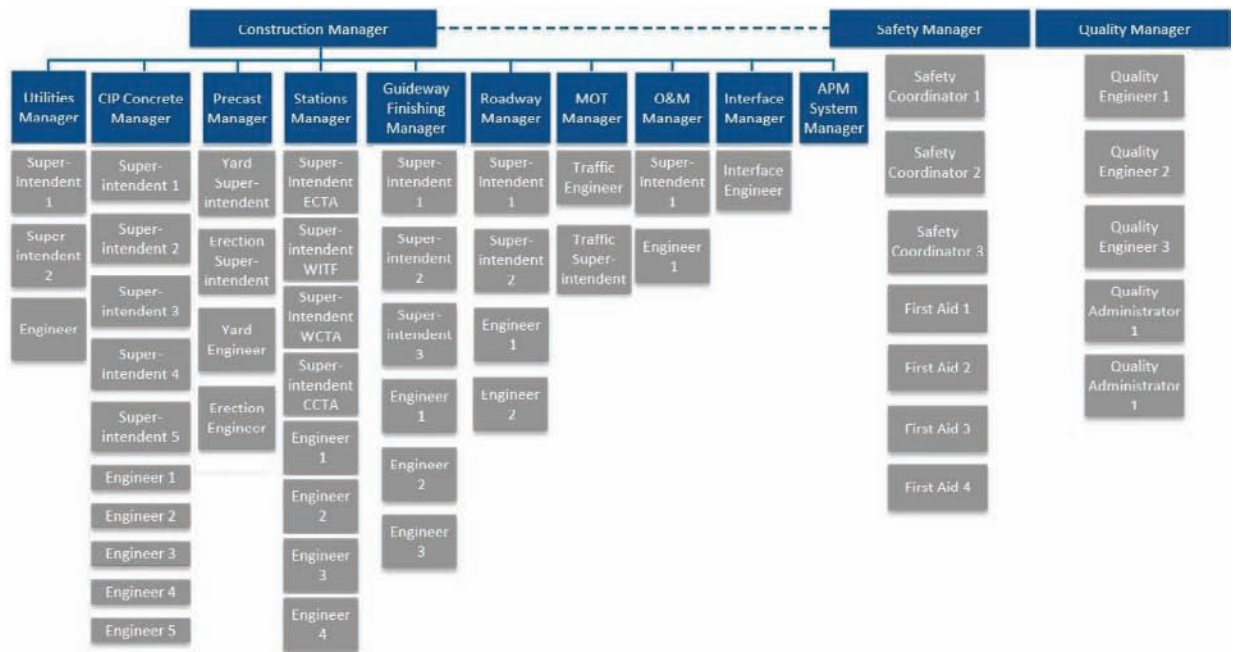 Construction Manager
Safety Manager
Quality Manager
Utilities
Manager
CIP Concrete
Manager
Precast
Manager
Stations
Manager
Guideway
Finishing
Manager
Roadway
Manager
MOT
Manager
O&M
Manager
Interface
Manager
APM
System
Manager
Super-
Intendent
1
Super
intendent
2
Engineer
Super-
intendent 1
Super-
intendent 2
Super-
intendent 3
Super-
intendent 4
Super-
intendent 5
Engineer 1
Engineer 2
Engineer 3
Engineer 4
Engineer 5
Yard
Super-
intendent
Erection
Super-
intendent
Yard
Engineer
Erection
Engineer
Super-
Intendent
ECTA
Super-
intendent
WITF
Super-
Intendent
WCTA
Super-
intendent
CCTA
Engineer
1
Engineer
2
Engineer
3
Engineer
4
Super-
Intendent
1
Super-
intendent
2
Super-
intendent
3
Engineer
1
Engineer
2
Engineer
3
Super-
Intendent
1
Super-
intendent
2
Engineer
1
Engineer
2
Traffic
Engineer
Traffic
Super-
intendent
Super-
Intendent
1
Engineer
1
Interface
Engineer
Safety
Coordinator 1
Safety
Coordinator 2
Safety
Coordinator 3
First Aid 1
First Aid 2
First Aid 3
First Aid 4
Quality
Engineer 1
Quality
Engineer 2
Quality
Engineer 3
Quality
Administrator
1
Quality
Administrator
1